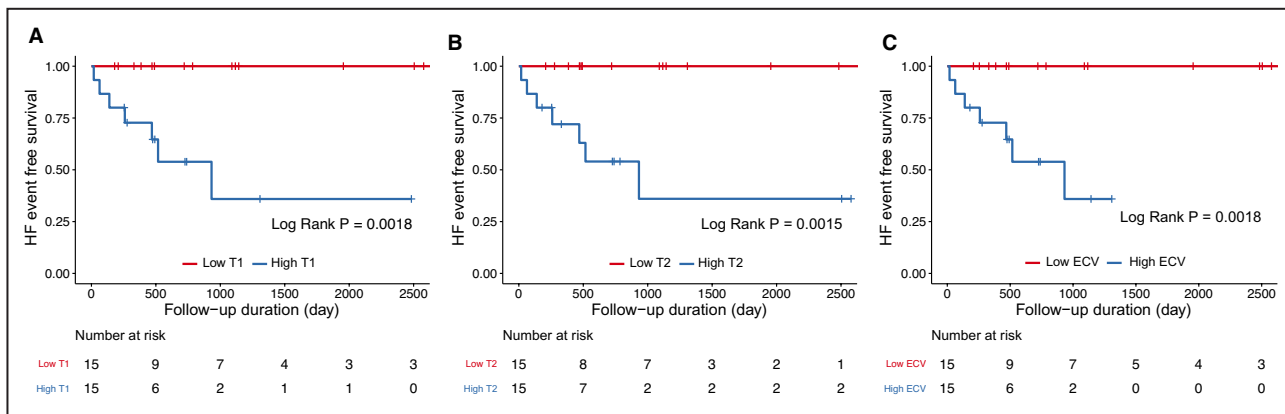 A
HF event free survival
1.00
0.75
0.50
0.25
0.00
Log Rank P = 0.0018
Low T1 High T1
0 500 1000 1500 2000 2500
Follow-up duration (day)
Number at risk
Low T1 15 9 7 4 3 3
High T1 15 6 2 1 1 0
B
HF event free survival
1.00
0.75
0.50
0.25
0.00
Log Rank P = 0.0015
Low T2 High T2
0 500 1000 1500 2000 2500
Follow-up duration (day)
Number at risk
Low T2 15 8 7 3 2 1
High T2 15 7 2 2 2 2
C
HF event free survival
1.00
0.75
0.50
0.25
0.00
Log Rank P = 0.0018
Low ECV High ECV
0 500 1000 1500 2000 2500
Follow-up duration (day)
Number at risk
Low ECV 15 9 7 5 4 3
High ECV 15 6 2 0 0 0